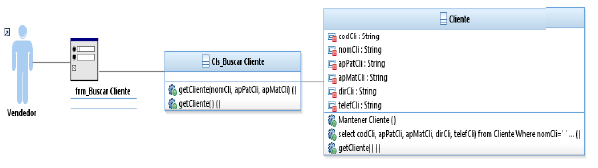 Vendedor
frm_Buscar Cliente
Cls_Buscar Cliente
getCliente(nomCli, apPatCli, apMatCli) ()
getCliente() ()
Cliente
codCli : String
nomCli : String
apPatCli : String
apMatCli : String
dirCli : String
telefCli : String
Mantener Cliente ()
select codCli, apPatCli, apMatCli, dirCli, telefCli) from Cliente Where nomCli=` `... ()
getCliente() ()